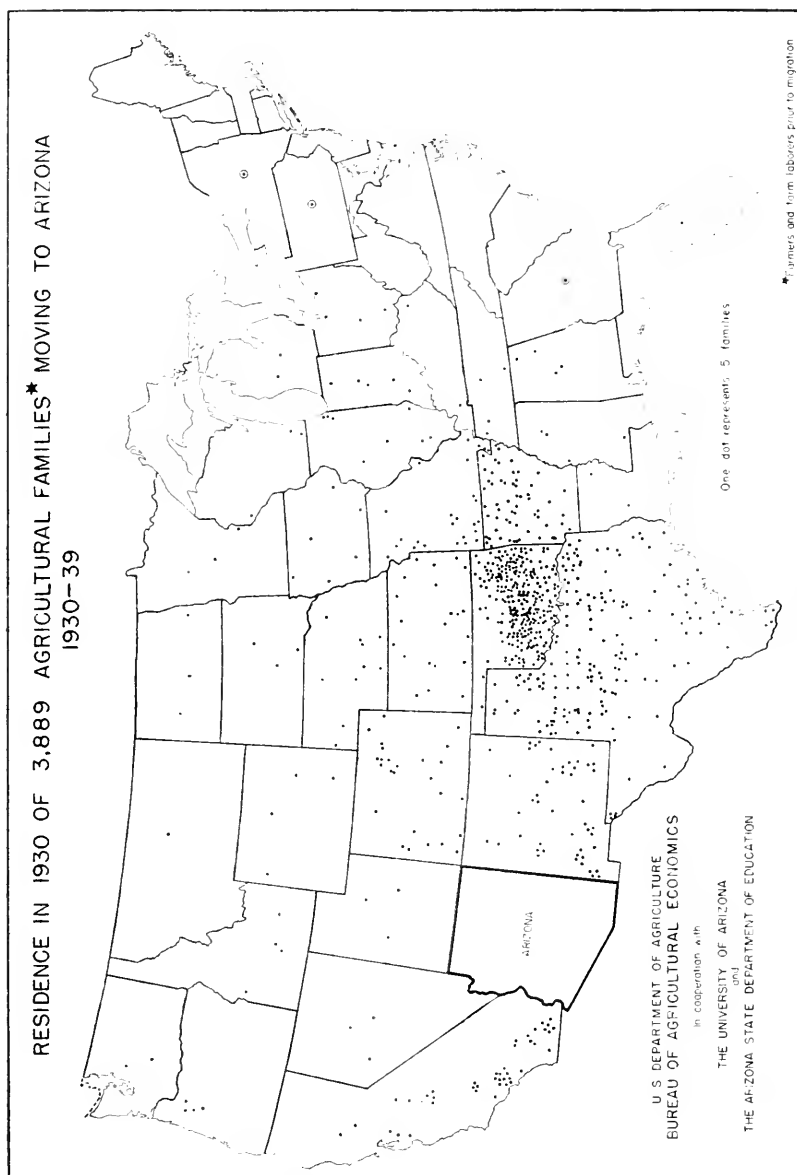 RESIDENCE IN 1930 OF 3,889 AGRICULTURAL FAMILIES* MOVING TO ARIZONA
1930-39
ARIZONA
U S DEPARTMENT OF AGRICULTURE
BUREAU OF AGRICULTURAL ECONOMICS
In cooperation with
THE UNIVERSITY OF ARIZONA
and
THE ARIZONA STATE DEPARTMENT OF EDUCATION
One dot represents 5 families
*Farmers and farm laborers prior to migration